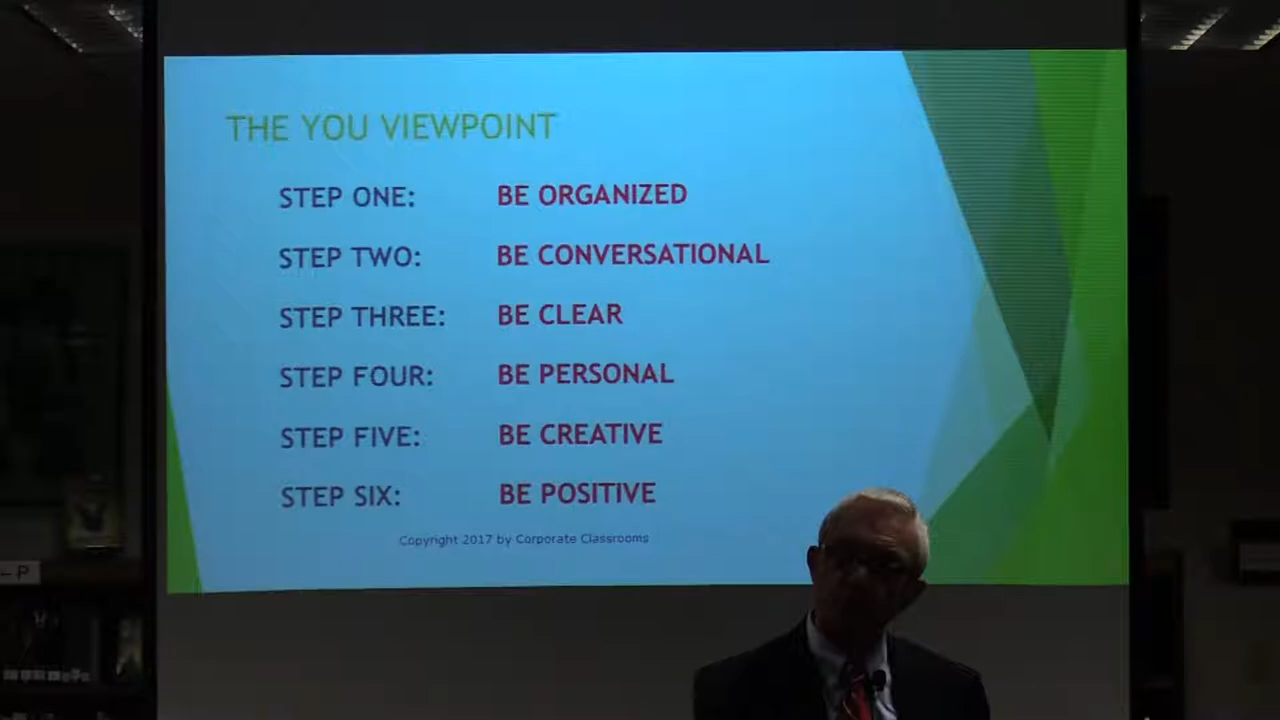 THE YOU VIEWPOINT
STEP ONE: BE ORGANIZED
STEP TWO: BE CONVERSATIONAL
STEP THREE: BE CLEAR
STEP FOUR: BE PERSONAL
STEP FIVE: BE CREATIVE
STEP SIX: BE POSITIVE
Copyright 2017 by Corporate Classrooms
– P